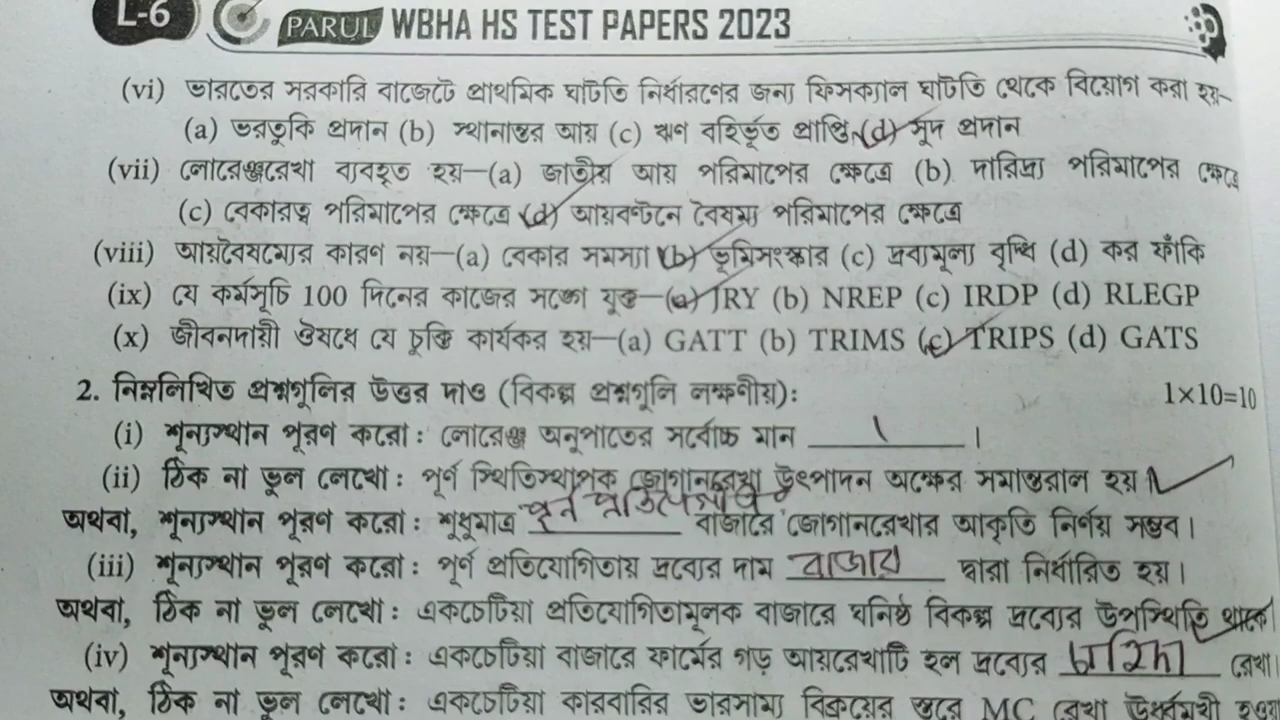 L-6 PARUL WBHA HS TEST PAPERS 2023
(vi) ভারতের সরকারি বাজেটে প্রাথমিক ঘাটতি নির্ধারণের জন্য ফিসক্যাল ঘাটতি থেকে বিয়োগ করা হয়—
(a) ভরতুকি প্রদান (b) স্থানান্তর আয় (c) ঋণ বহির্ভূত প্রাপ্তি (d) সুদ প্রদান
(vii) লোরেঞ্জরেখা ব্যবহৃত হয়—(a) জাতীয় আয় পরিমাপের ক্ষেত্রে (b) দারিদ্র্য পরিমাপের ক্ষেত্রে
(c) বেকারত্ব পরিমাপের ক্ষেত্রে (d) আয়বণ্টনে বৈষম্য পরিমাপের ক্ষেত্রে
(viii) আয়বৈষম্যের কারণ নয়—(a) বেকার সমস্যা (b) ভূমিসংস্কার (c) দ্রব্যমূল্য বৃদ্ধি (d) কর ফাঁকি
(ix) যে কর্মসূচি 100 দিনের কাজের সঙ্গে যুক্ত—(a) JRY (b) NREP (c) IRDP (d) RLEGP
(x) জীবনদায়ী ঔষধে যে চুক্তি কার্যকর হয়—(a) GATT (b) TRIMS (c) TRIPS (d) GATS
2. নিম্নলিখিত প্রশ্নগুলির উত্তর দাও (বিকল্প প্রশ্নগুলি লক্ষণীয়): 1×10=10
(i) শূন্যস্থান পূরণ করো : লোরেঞ্জ অনুপাতের সর্বোচ্চ মান ১ ।
(ii) ঠিক না ভুল লেখো : পূর্ণ স্থিতিস্থাপক জোগানরেখা উৎপাদন অক্ষের সমান্তরাল হয়।
অথবা, শূন্যস্থান পূরণ করো : শুধুমাত্র পূর্ন প্রতিযোগি বাজারে জোগানরেখার আকৃতি নির্ণয় সম্ভব।
(iii) শূন্যস্থান পূরণ করো : পূর্ণ প্রতিযোগিতায় দ্রব্যের দাম বাজার দ্বারা নির্ধারিত হয়।
অথবা, ঠিক না ভুল লেখো : একচেটিয়া প্রতিযোগিতামূলক বাজারে ঘনিষ্ঠ বিকল্প দ্রব্যের উপস্থিতি থাকে।
(iv) শূন্যস্থান পূরণ করো : একচেটিয়া বাজারে ফার্মের গড় আয়রেখাটি হল দ্রব্যের চাহিদা রেখা।
অথবা, ঠিক না ভুল লেখো : একচেটিয়া কারবারির ভারসাম্য বিক্রয়ের স্তরে MC রেখা ঊর্ধ্বমুখী হওয়া